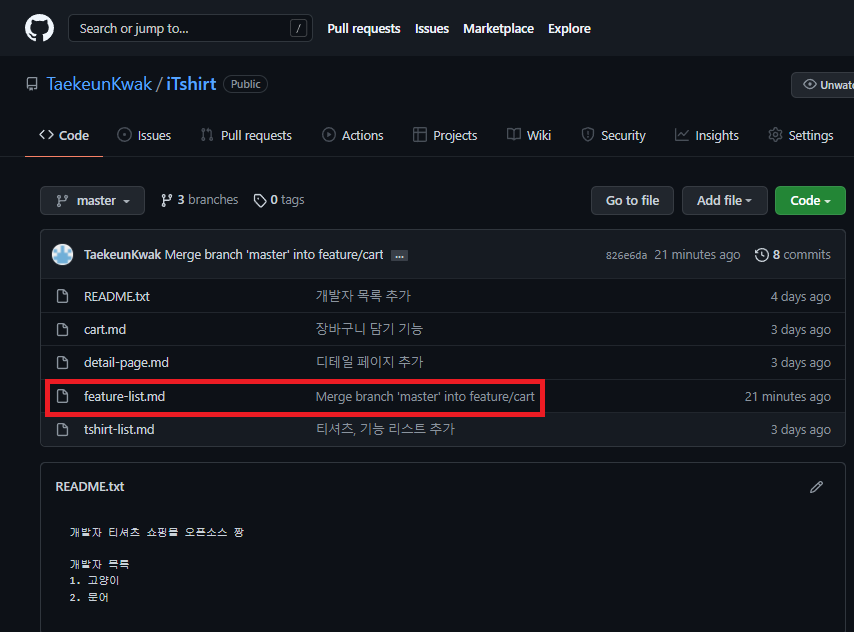 Search or jump to... /
Pull requests Issues Marketplace Explore
TaekeunKwak / iTshirt Public
Unwatc
Code Issues Pull requests Actions Projects Wiki Security Insights Settings
master 3 branches 0 tags Go to file Add file Code
TaekeunKwak Merge branch 'master' into feature/cart ... 826e6da 21 minutes ago 8 commits
README.txt 개발자 목록 추가 4 days ago
cart.md 장바구니 담기 기능 3 days ago
detail-page.md 디테일 페이지 추가 3 days ago
feature-list.md Merge branch 'master' into feature/cart 21 minutes ago
tshirt-list.md 티셔츠, 기능 리스트 추가 3 days ago
README.txt
개발자 티셔츠 쇼핑몰 오픈소스 짱
개발자 목록
1. 고양이
2. 문어